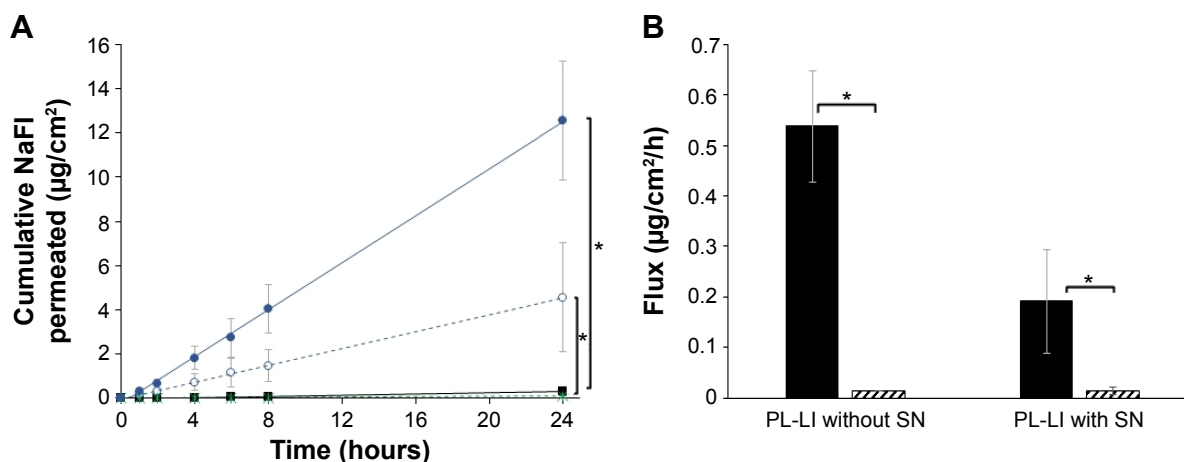 A
Cumulative NaFl
permeated (µg/cm²)
16
14
12
10
8
6
4
2
0
0 4 8 12 16 20 24
Time (hours)
*
*
B
Flux (µg/cm²/h)
0.7
0.6
0.5
0.4
0.3
0.2
0.1
0
*
*
PL-LI without SN PL-LI with SN